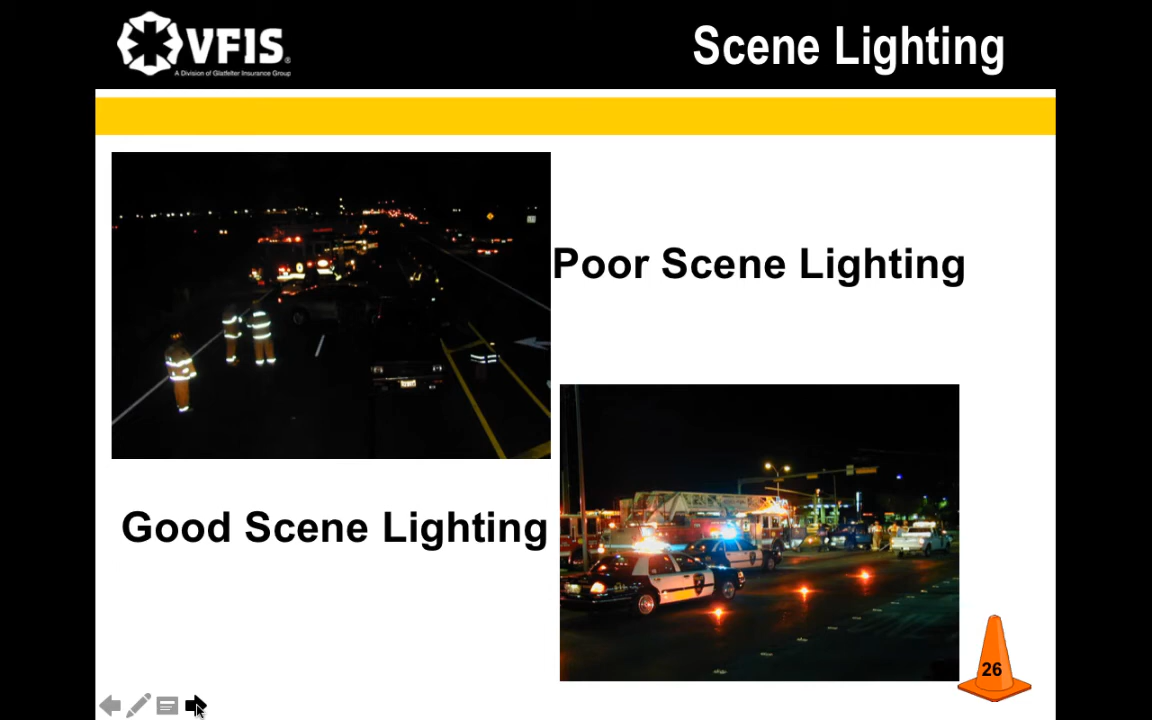 VFIS®
A Division of Glatfelter Insurance Group
Scene Lighting
Poor Scene Lighting
Good Scene Lighting
26